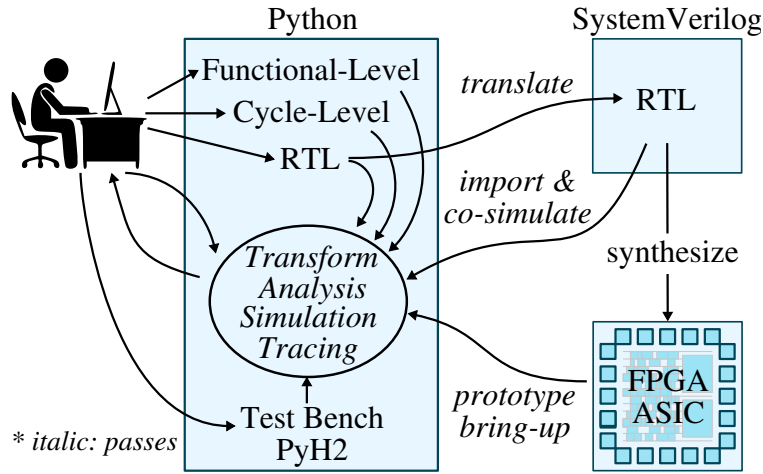 Python
SystemVerilog
Functional-Level
Cycle-Level
RTL
translate
RTL
import &
co-simulate
synthesize
Transform
Analysis
Simulation
Tracing
FPGA
ASIC
prototype
bring-up
Test Bench
PyH2
* italic: passes